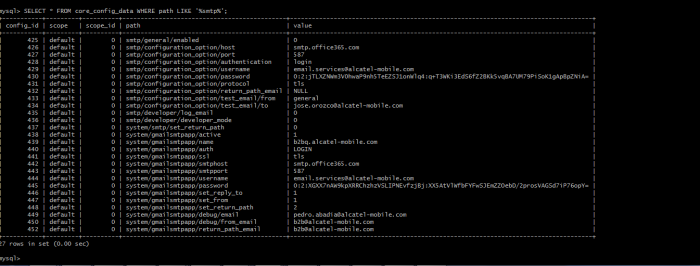 mysql> SELECT * FROM core_config_data WHERE path LIKE '%smtp%';
| config_id | scope | scope_id | path | value |
| 425 | default | 0 | smtp/general/enabled | 0 |
| 426 | default | 0 | smtp/configuration_option/host | smtp.office365.com |
| 427 | default | 0 | smtp/configuration_option/port | 587 |
| 428 | default | 0 | smtp/configuration_option/authentication | login |
| 429 | default | 0 | smtp/configuration_option/username | email.services@alcatel-mobile.com |
| 430 | default | 0 | smtp/configuration_option/password |
| 431 | default | 0 | smtp/configuration_option/protocol | tls |
| 432 | default | 0 | smtp/configuration_option/return_path_email | NULL |
| 433 | default | 0 | smtp/configuration_option/test_email/from | general |
| 434 | default | 0 | smtp/configuration_option/test_email/to | jose.orozco@alcatel-mobile.com |
| 435 | default | 0 | smtp/developer/log_email | 0 |
| 436 | default | 0 | smtp/developer/developer_mode | 0 |
| 437 | default | 0 | system/smtp/set_return_path | 0 |
| 438 | default | 0 | system/gmailsmtpapp/active | 1 |
| 439 | default | 0 | system/gmailsmtpapp/name | b2bq.alcatel-mobile.com |
| 440 | default | 0 | system/gmailsmtpapp/auth | LOGIN |
| 441 | default | 0 | system/gmailsmtpapp/ssl | tls |
| 442 | default | 0 | system/gmailsmtpapp/smtphost | smtp.office365.com |
| 443 | default | 0 | system/gmailsmtpapp/smtpport | 587 |
| 444 | default | 0 | system/gmailsmtpapp/username | email.services@alcatel-mobile.com |
| 445 | default | 0 | system/gmailsmtpapp/password |
| 446 | default | 0 | system/gmailsmtpapp/set_reply_to | 1 |
| 447 | default | 0 | system/gmailsmtpapp/set_from | 1 |
| 448 | default | 0 | system/gmailsmtpapp/set_return_path | 2 |
| 449 | default | 0 | system/gmailsmtpapp/debug/email | pedro.abadia@alcatel-mobile.com |
| 450 | default | 0 | system/gmailsmtpapp/debug/from_email | b2b@alcatel-mobile.com |
| 452 | default | 0 | system/gmailsmtpapp/return_path_email | b2b@alcatel-mobile.com |
27 rows in set (0.00 sec)
mysql>